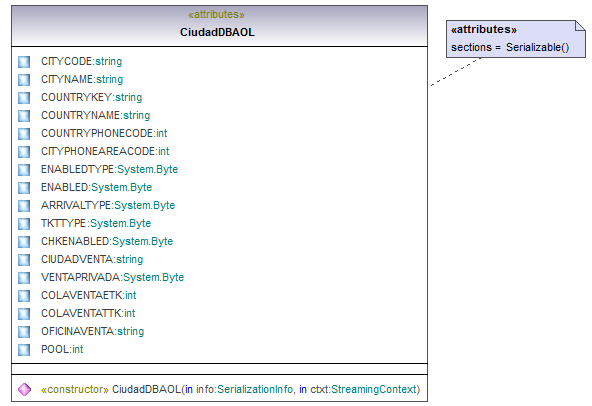 «attributes»
CiudadDBAOL
CITYCODE:string
CITYNAME:string
COUNTRYKEY:string
COUNTRYNAME:string
COUNTRYPHONECODE:int
CITYPHONEAREACODE:int
ENABLEDTYPE:System.Byte
ENABLED:System.Byte
ARRIVALTYPE:System.Byte
TKTTYPE:System.Byte
CHKENABLED:System.Byte
CIUDADVENTA:string
VENTAPRIVADA:System.Byte
COLAVENTAETK:int
COLAVENTATTK:int
OFICINAVENTA:string
POOL:int
«constructor» CiudadDBAOL(in info:SerializationInfo, in ctxt:StreamingContext)
«attributes»
sections = Serializable()